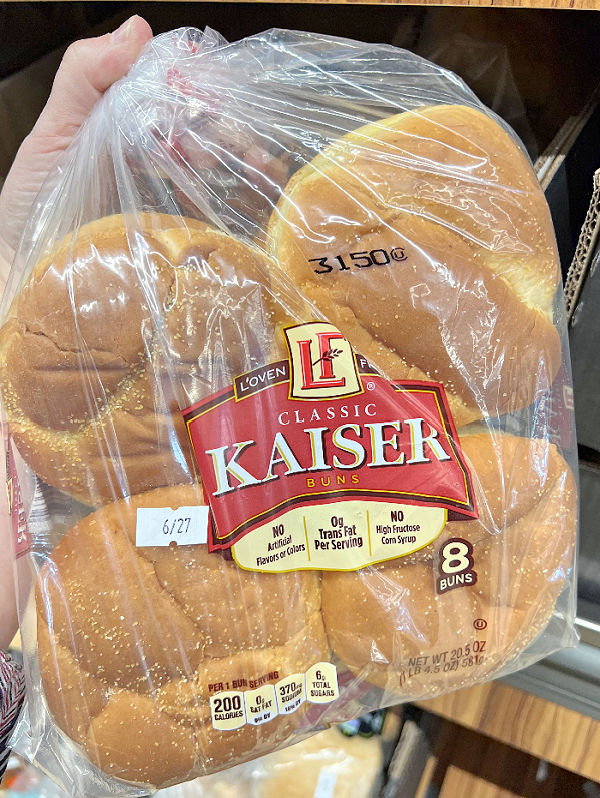 3150 U
L'OVEN LF F
®
CLASSIC
KAISER
BUNS
NO
Artificial
Flavors or Colors
0g
Trans Fat
Per Serving
NO
High Fructose
Corn Syrup
6/27
8
BUNS
U
NET WT 20.5 OZ
(1 LB 4.5 OZ) 581g
PER 1 BUN SERVING
200
CALORIES
0g
SAT FAT
0% DV
370mg
SODIUM
16% DV
6g
TOTAL
SUGARS